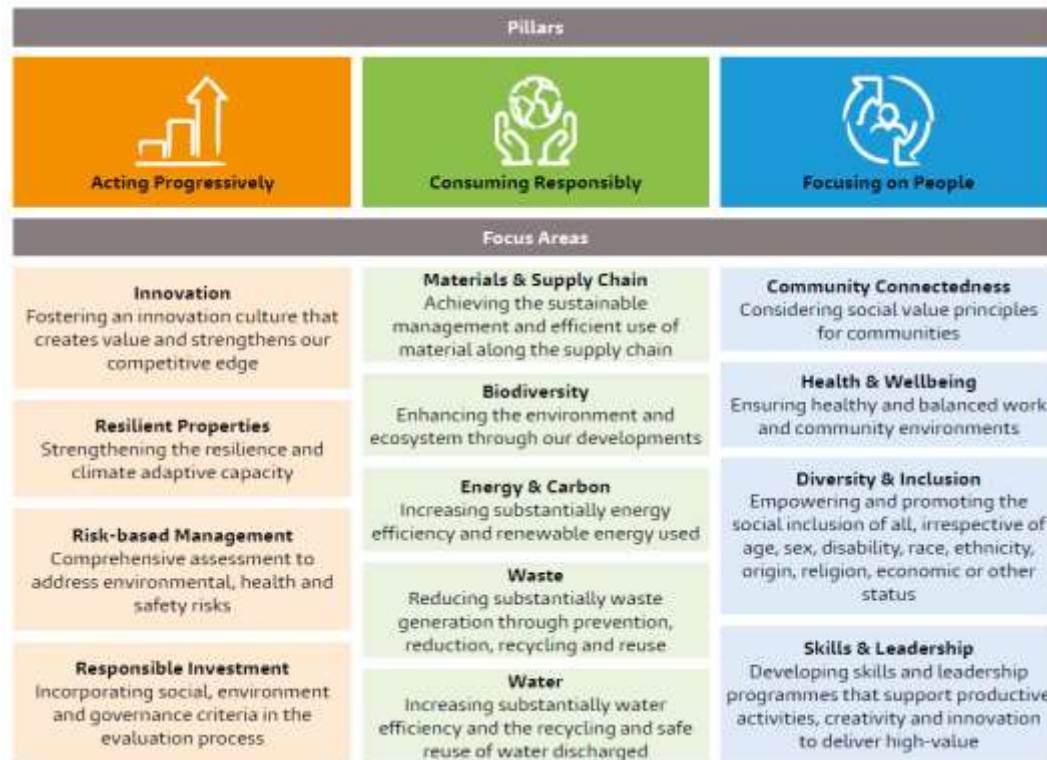 Pillars
Acting Progressively
Consuming Responsibly
Focusing on People
Focus Areas
Innovation
Fostering an innovation culture that
creates value and strengthens our
competitive edge
Resilient Properties
Strengthening the resilience and
climate adaptive capacity
Risk-based Management
Comprehensive assessment to
address environmental, health and
safety risks
Responsible Investment
Incorporating social, environment
and governance criteria in the
evaluation process
Materials & Supply Chain
Achieving the sustainable
management and efficient use of
material along the supply chain
Biodiversity
Enhancing the environment and
ecosystem through our developments
Energy & Carbon
Increasing substantially energy
efficiency and renewable energy used
Waste
Reducing substantially waste
generation through prevention,
reduction, recycling and reuse
Water
Increasing substantially water
efficiency and the recycling and safe
reuse of water discharged
Community Connectedness
Considering social value principles
for communities
Health & Wellbeing
Ensuring healthy and balanced work
and community environments
Diversity & Inclusion
Empowering and promoting the
social inclusion of all, irrespective of
age, sex, disability, race, ethnicity,
origin, religion, economic or other
status
Skills & Leadership
Developing skills and leadership
programmes that support productive
activities, creativity and innovation
to deliver high-value